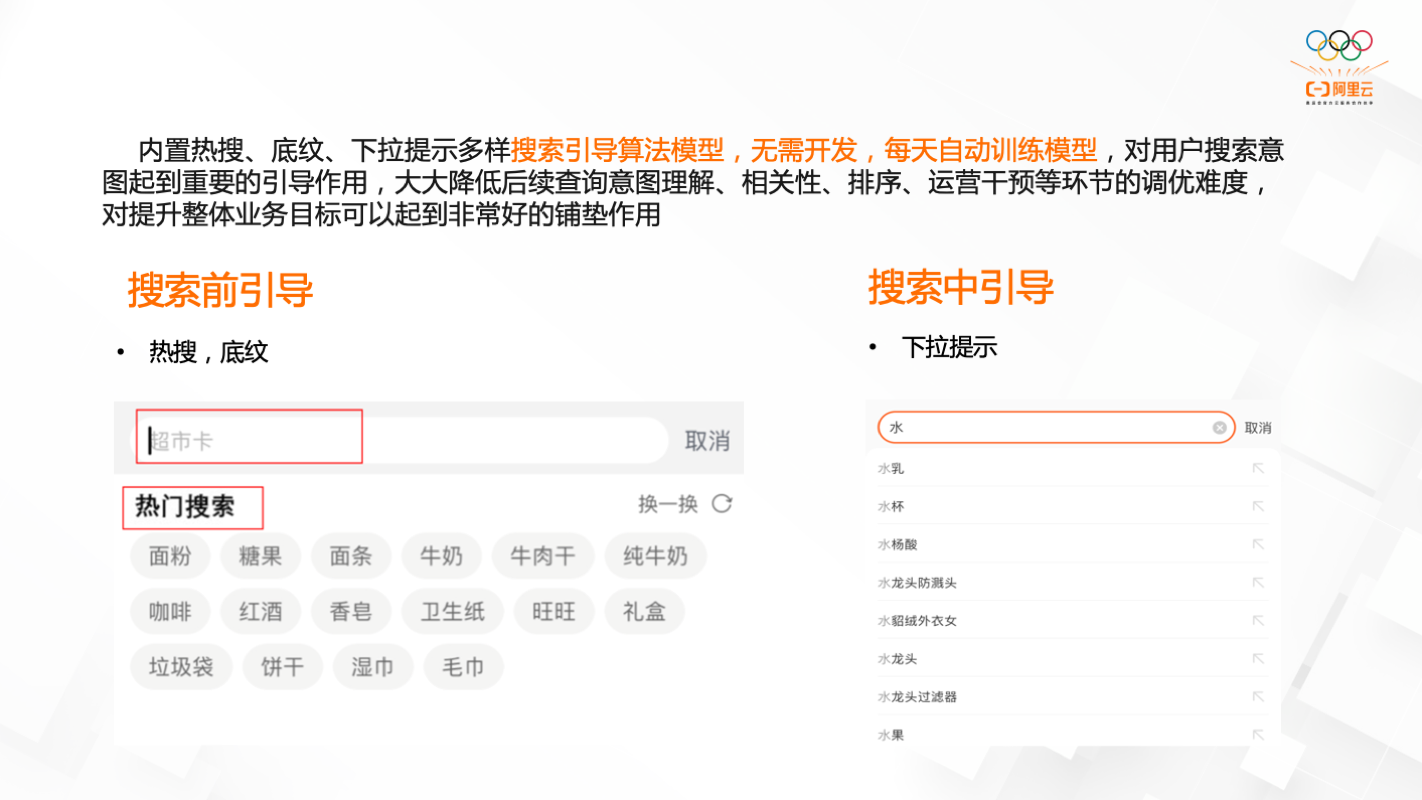 阿里云
内置热搜、底纹、下拉提示多样搜索引导算法模型，无需开发，每天自动训练模型，对用户搜索意
图起到重要的引导作用，大大降低后续查询意图理解、相关性、排序、运营干预等环节的调优难度，
对提升整体业务目标可以起到非常好的铺垫作用
搜索前引导
• 热搜，底纹
超市卡 取消
热门搜索 换一换
面粉 糖果 面条 牛奶 牛肉干 纯牛奶
咖啡 红酒 香皂 卫生纸 旺旺 礼盒
垃圾袋 饼干 湿巾 毛巾
搜索中引导
• 下拉提示
水 取消
水乳
水杯
水杨酸
水龙头防溅头
水貂绒外衣女
水龙头
水龙头过滤器
水果